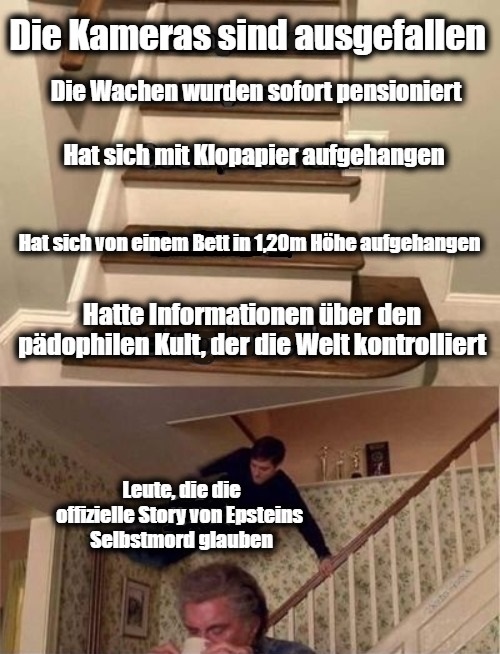 Die Kameras sind ausgefallen
Die Wachen wurden sofort pensioniert
Hat sich mit Klopapier aufgehangen
Hat sich von einem Bett in 1,20m Höhe aufgehangen
Hatte Informationen über den
pädophilen Kult, der die Welt kontrolliert
Leute, die die
offizielle Story von Epsteins
Selbstmord glauben